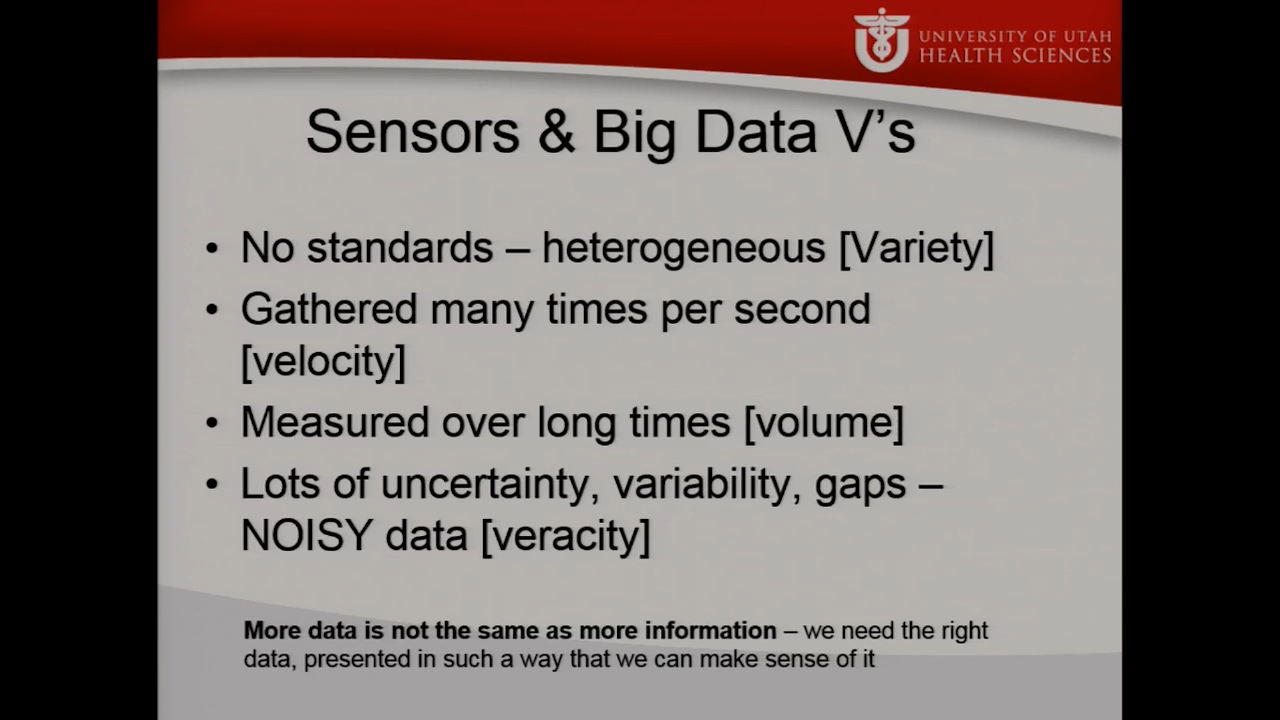 UNIVERSITY OF UTAH
HEALTH SCIENCES
Sensors & Big Data V’s
• No standards – heterogeneous [Variety]
• Gathered many times per second
[velocity]
• Measured over long times [volume]
• Lots of uncertainty, variability, gaps –
NOISY data [veracity]
More data is not the same as more information – we need the right
data, presented in such a way that we can make sense of it